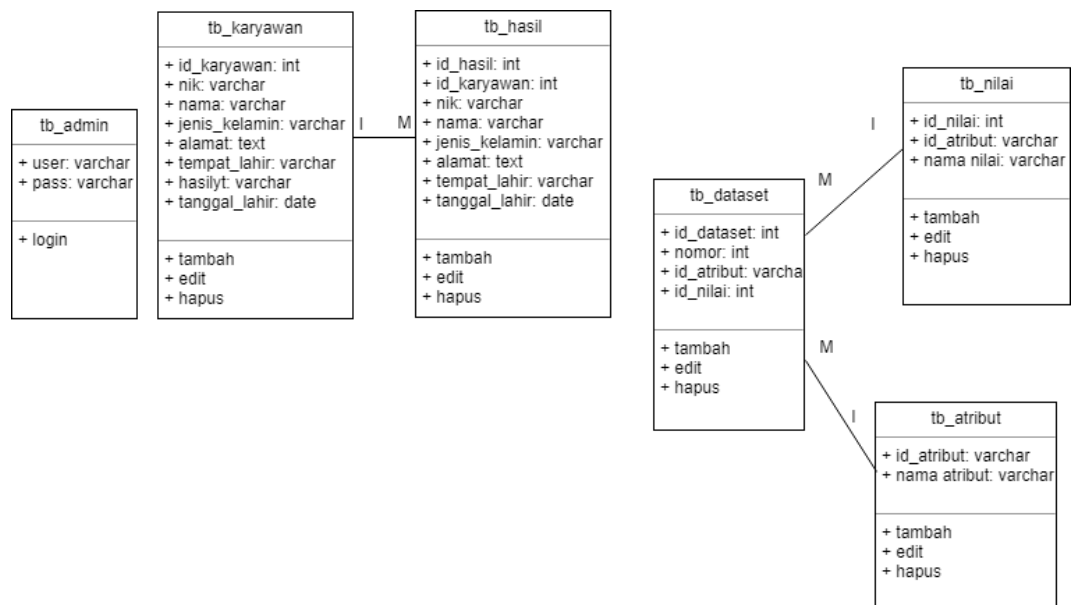 tb_admin
+ user: varchar
+ pass: varchar
+ login
tb_karyawan
+ id_karyawan: int
+ nik: varchar
+ nama: varchar
+ jenis_kelamin: varchar
+ alamat: text
+ tempat_lahir: varchar
+ hasilyt: varchar
+ tanggal_lahir: date
+ tambah
+ edit
+ hapus
I
M
tb_hasil
+ id_hasil: int
+ id_karyawan: int
+ nik: varchar
+ nama: varchar
+ jenis_kelamin: varchar
+ alamat: text
+ tempat_lahir: varchar
+ tanggal_lahir: date
+ tambah
+ edit
+ hapus
tb_dataset
+ id_dataset: int
+ nomor: int
+ id_atribut: varcha
+ id_nilai: int
+ tambah
+ edit
+ hapus
M
I
M
I
tb_nilai
+ id_nilai: int
+ id_atribut: varchar
+ nama nilai: varchar
+ tambah
+ edit
+ hapus
tb_atribut
+ id_atribut: varchar
+ nama atribut: varchar
+ tambah
+ edit
+ hapus